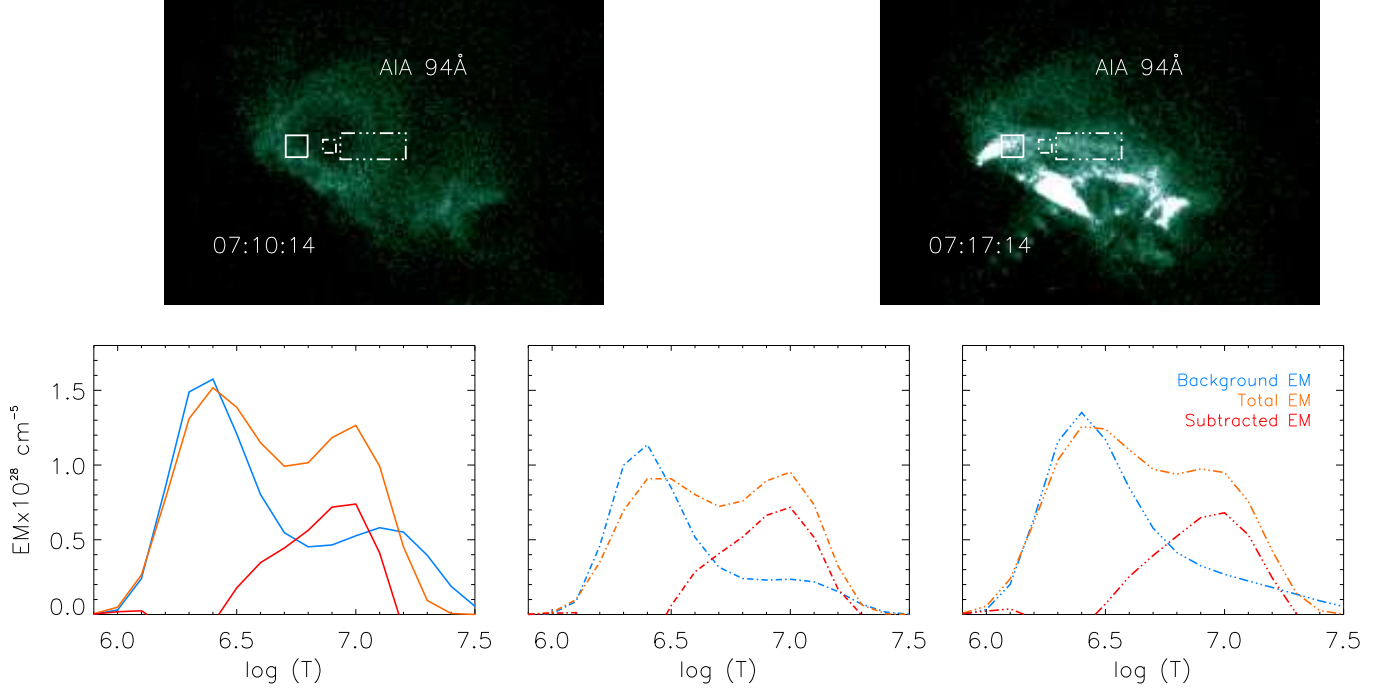 AIA 94Å
07:10:14
AIA 94Å
07:17:14
EM×10²⁸ cm⁻⁵
1.5
1.0
0.5
0.0
6.0 6.5 7.0 7.5
log (T)
6.0 6.5 7.0 7.5
log (T)
Background EM
Total EM
Subtracted EM
6.0 6.5 7.0 7.5
log (T)